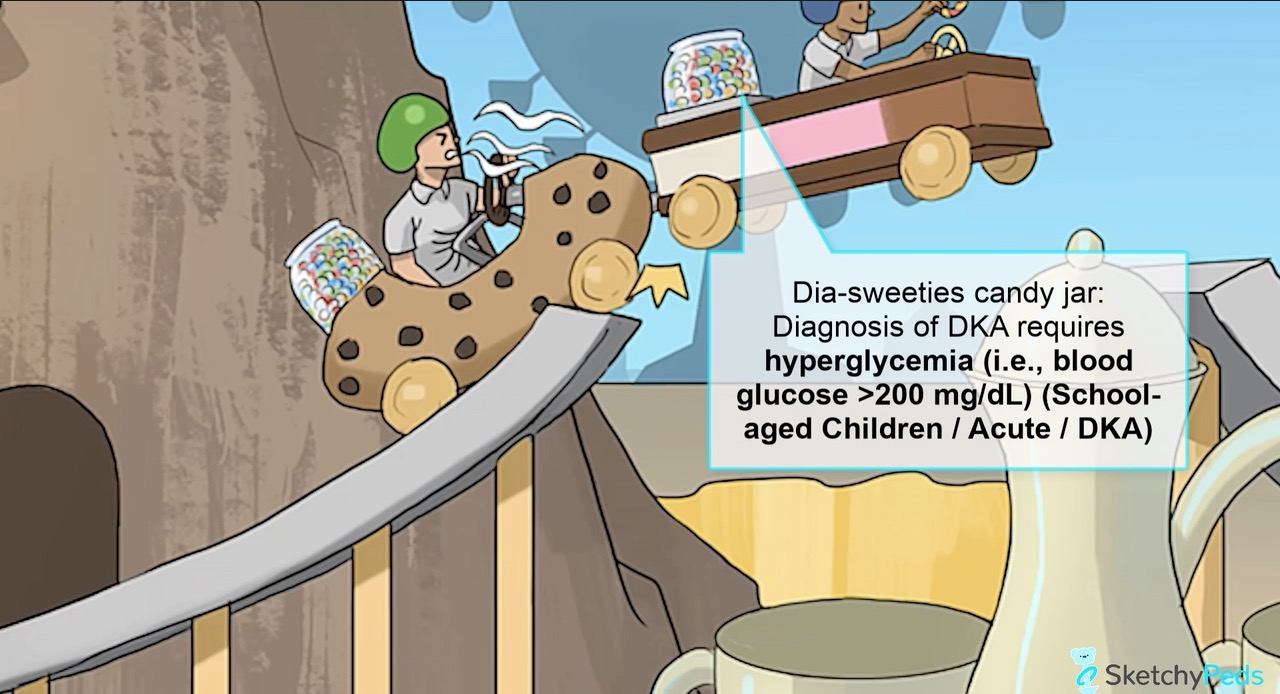 Dia-sweeties candy jar:
Diagnosis of DKA requires
hyperglycemia (i.e., blood
glucose >200 mg/dL) (School-
aged Children / Acute / DKA)
SketchyPeds